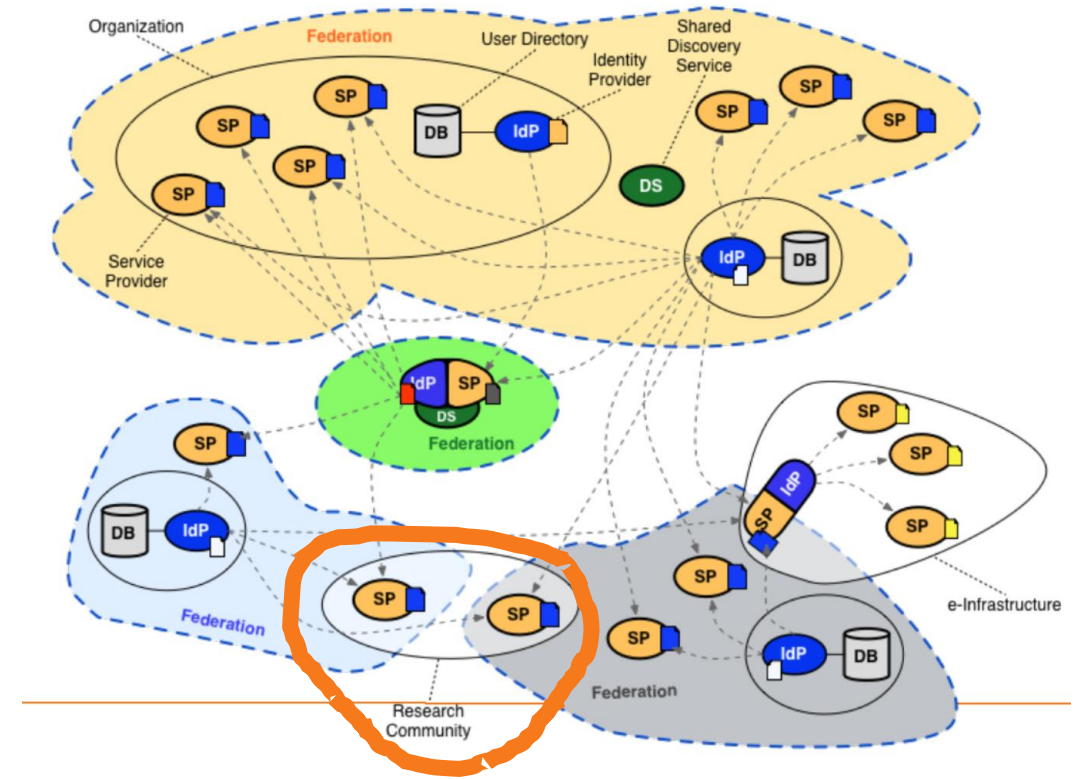 Organization
Federation
User Directory
Shared
Discovery
Service
Identity
Provider
SP
SP
SP
SP
DB
IdP
SP
SP
SP
DS
IdP
DB
Service
Provider
IdP
SP
DS
Federation
SP
DB
IdP
Federation
SP
SP
Research
Community
SP
SP
SP
IdP
SP
SP
SP
e-Infrastructure
IdP
DB
Federation